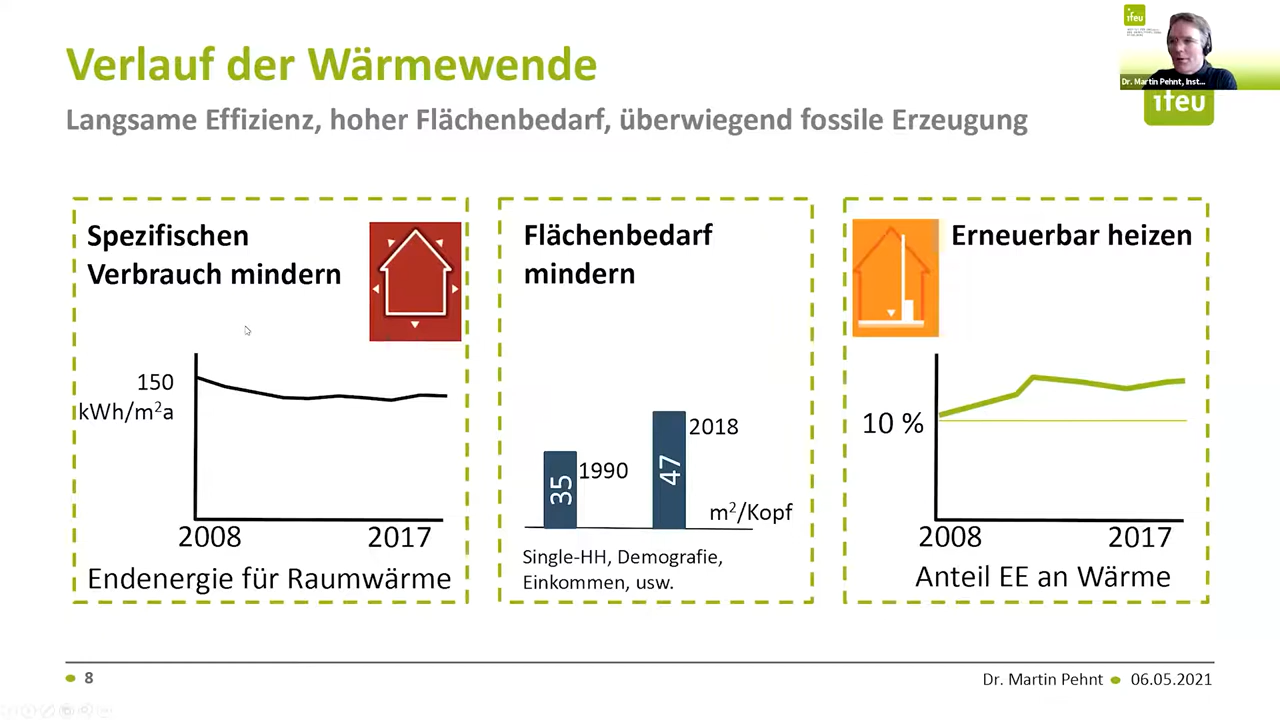 Verlauf der Wärmewende
Langsame Effizienz, hoher Flächenbedarf, überwiegend fossile Erzeugung
ifeu
Dr. Martin Pehnt, Inst...
ifeu
Spezifischen
Verbrauch mindern
150
kWh/m²a
2008
2017
Endenergie für Raumwärme
Flächenbedarf
mindern
35
1990
47
2018
m²/Kopf
Single-HH, Demografie,
Einkommen, usw.
Erneuerbar heizen
10 %
2008
2017
Anteil EE an Wärme
8
Dr. Martin Pehnt
06.05.2021